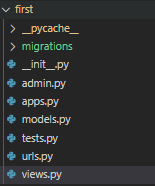 first
__pycache__
migrations
__init__.py
admin.py
apps.py
models.py
tests.py
urls.py
views.py